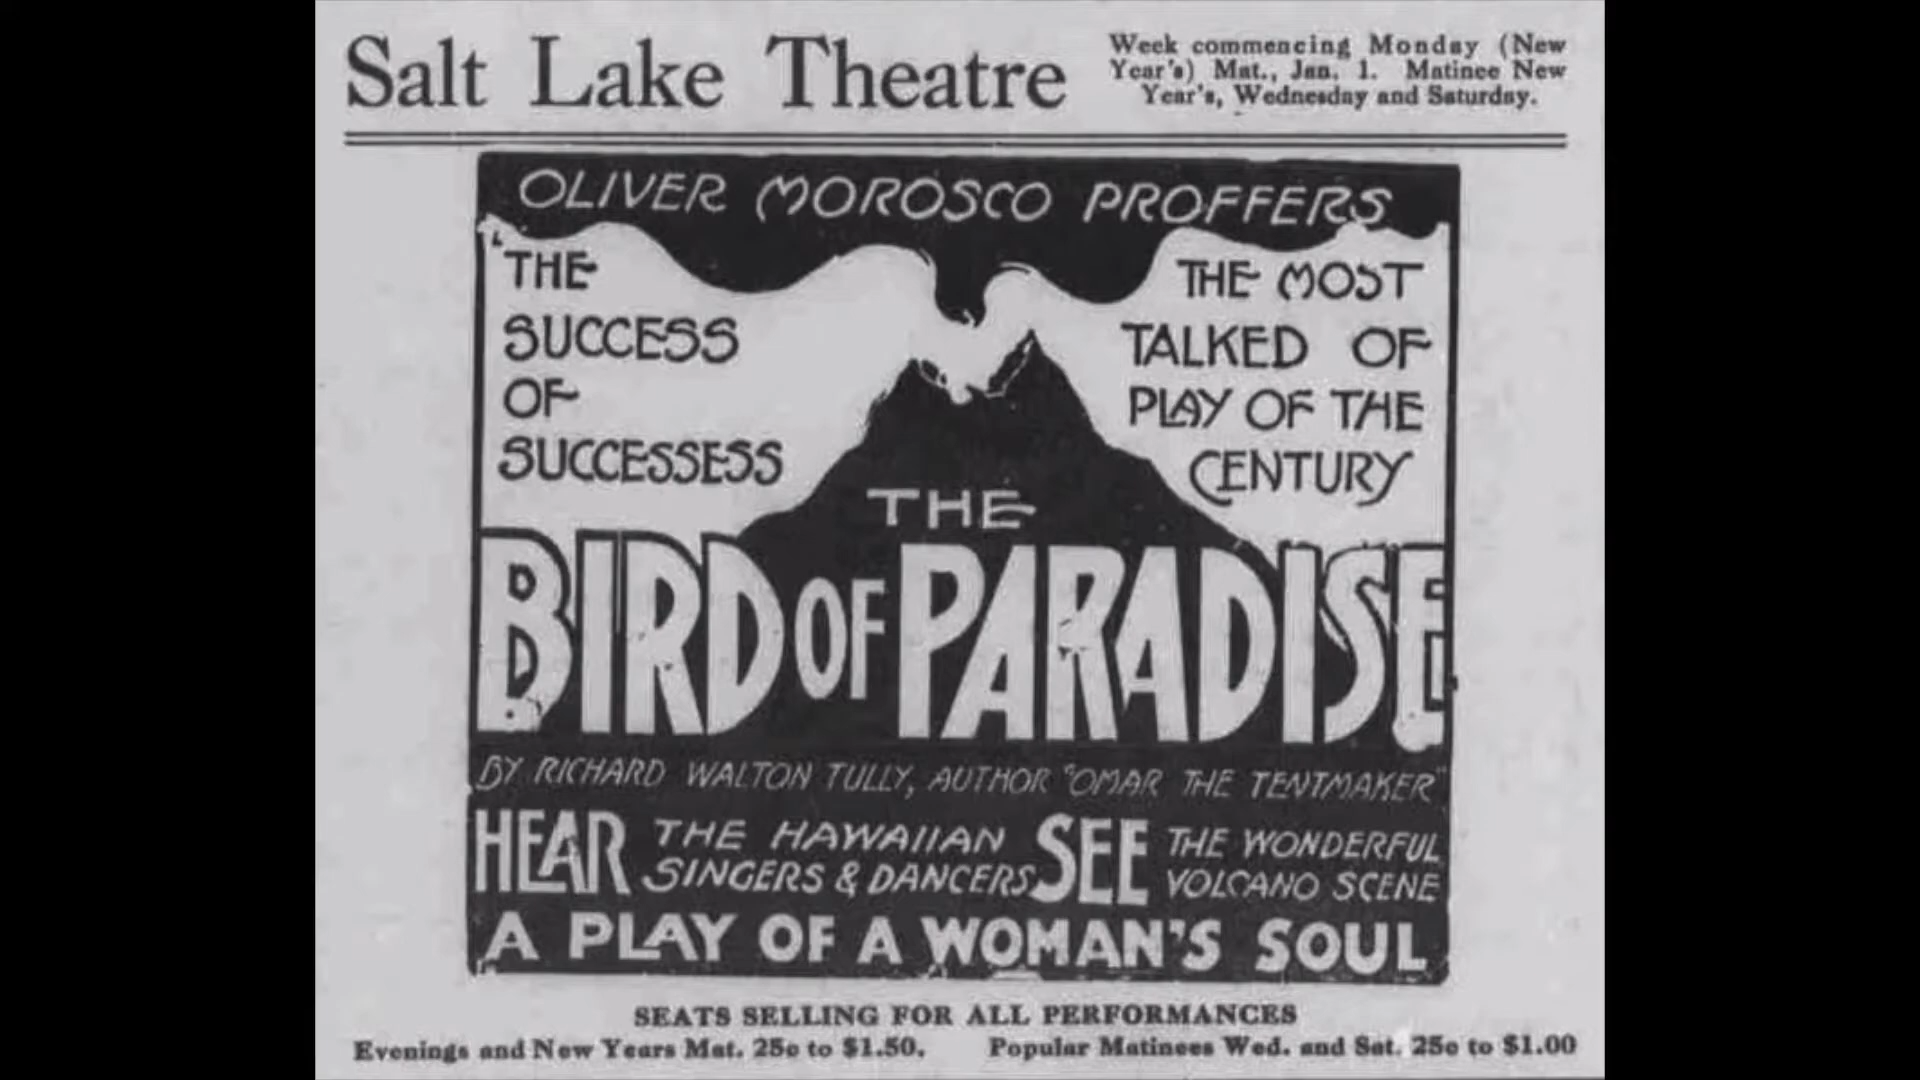 Salt Lake Theatre
Week commencing Monday (New
Year's) Mat., Jan. 1. Matinee New
Year's, Wednesday and Saturday.
OLIVER MOROSCO PROFFERS
"THE
SUCCESS
OF
SUCCESSESS
THE MOST
TALKED OF
PLAY OF THE
CENTURY
THE
BIRD OF PARADISE
BY RICHARD WALTON TULLY, AUTHOR "OMAR THE TENTMAKER"
HEAR THE HAWAIIAN
SINGERS & DANCERS
SEE THE WONDERFUL
VOLCANO SCENE
A PLAY OF A WOMAN'S SOUL
SEATS SELLING FOR ALL PERFORMANCES
Evenings and New Years Mat. 25c to $1.50. Popular Matinees Wed. and Sat. 25c to $1.00